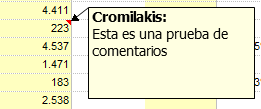 4.411
223
4.537
1.471
183
2.538
Cromilakis:
Esta es una prueba de
comentarios